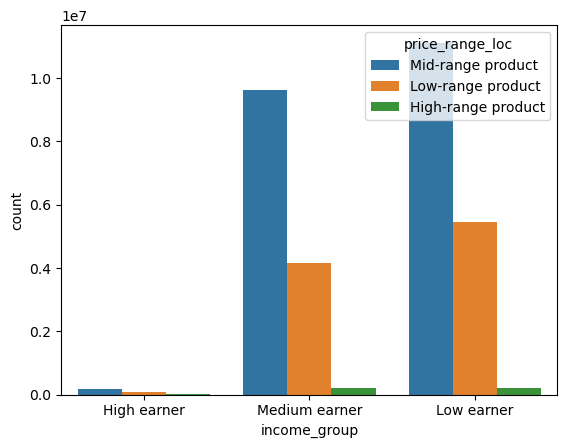 1e7
price_range_loc
Mid-range product
Low-range product
High-range product
1.0
0.8
0.6
0.4
0.2
0.0
count
High earner
Medium earner
Low earner
income_group